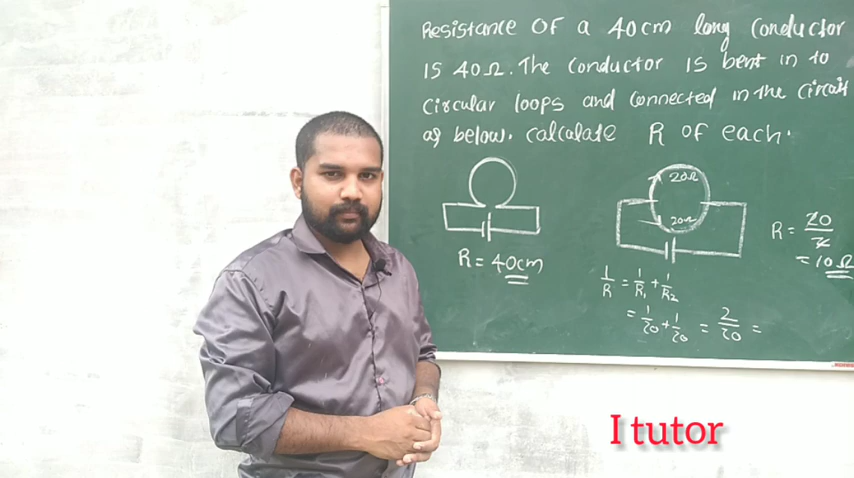 Resistance OF a 40cm long Conductor
IS 40Ω. The Conductor IS bent in to
Circular loops and Connected in the Circuit
as below. Calculate R of each.
20Ω
20Ω
R = 40cm
R = 20/2
= 10Ω
1/R = 1/R1 + 1/R2
= 1/20 + 1/20 = 2/20 =
I tutor